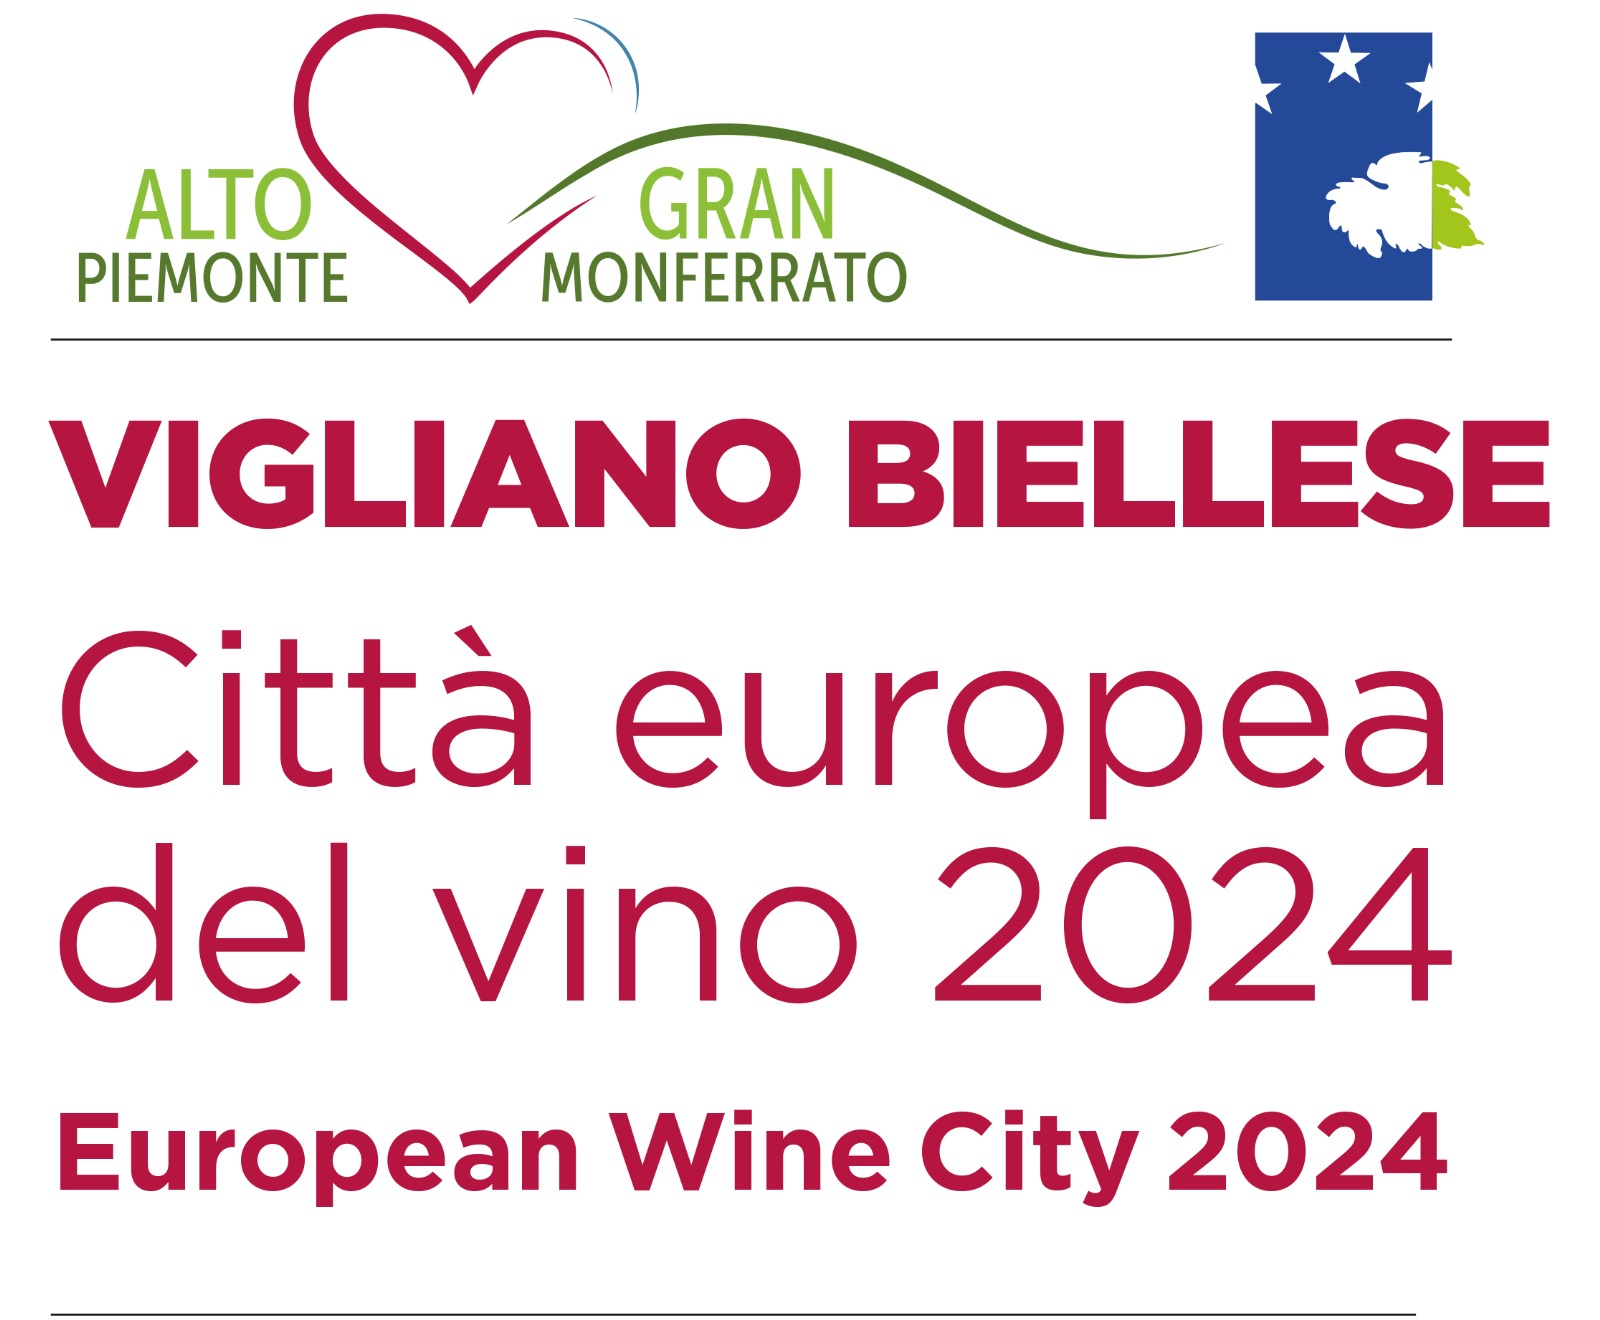 ALTO
PIEMONTE
GRAN
MONFERRATO
VIGLIANO BIELLESE
Città europea
del vino 2024
European Wine City 2024